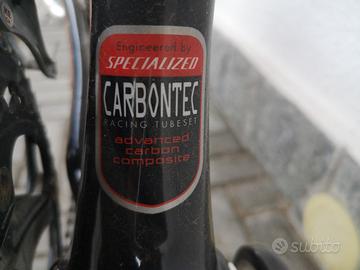 Engineered by
SPECIALIZED
CARBONTEC
RACING TUBESET
advanced
carbon
composite
subito